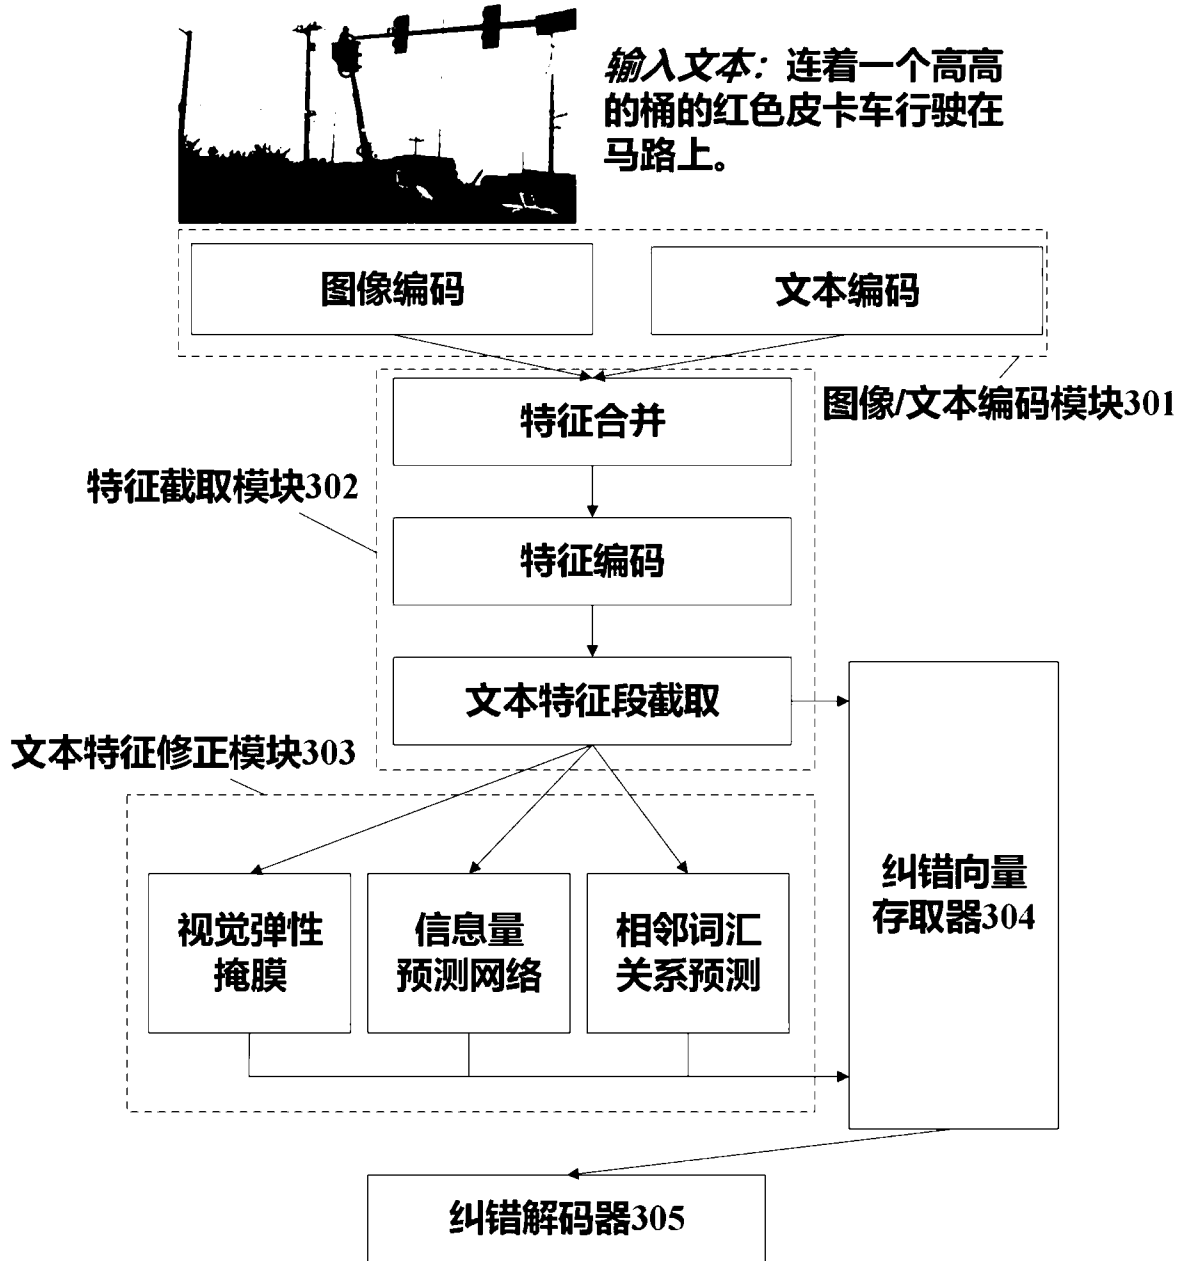 输入文本：连着一个高高
的桶的红色皮卡车行驶在
马路上。
图像编码
文本编码
图像/文本编码模块301
特征合并
特征截取模块302
特征编码
文本特征段截取
文本特征修正模块303
视觉弹性
掩膜
信息量
预测网络
相邻词汇
关系预测
纠错向量
存取器304
纠错解码器305